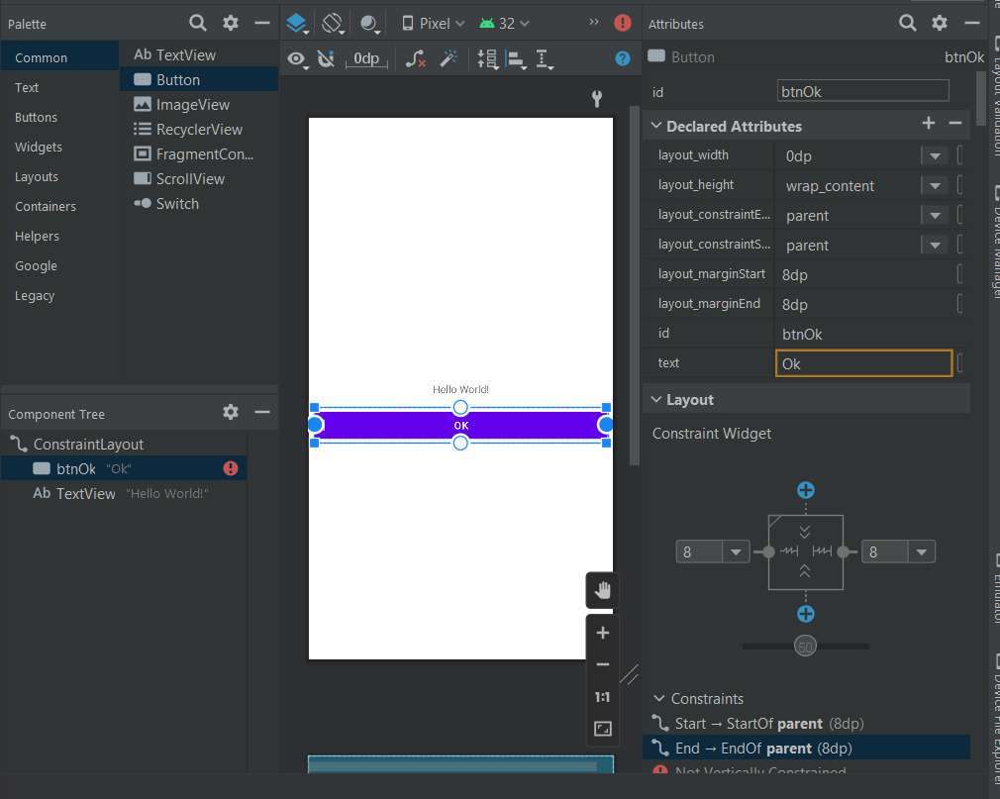 Palette
Common
Text
Buttons
Widgets
Layouts
Containers
Helpers
Google
Legacy
Ab TextView
Button
ImageView
RecyclerView
FragmentCon...
ScrollView
Switch
Component Tree
ConstraintLayout
btnOk "Ok"
Ab TextView "Hello World!"
Pixel
32
0dp
Hello World!
OK
1:1
Attributes
Button btnOk
id btnOk
Declared Attributes
layout_width 0dp
layout_height wrap_content
layout_constraintE... parent
layout_constraintS... parent
layout_marginStart 8dp
layout_marginEnd 8dp
id btnOk
text Ok
Layout
Constraint Widget
8
8
50
Constraints
Start → StartOf parent (8dp)
End → EndOf parent (8dp)
Not Vertically Constrained
Layout Validation
Device Manager
Emulator
Device File Explorer